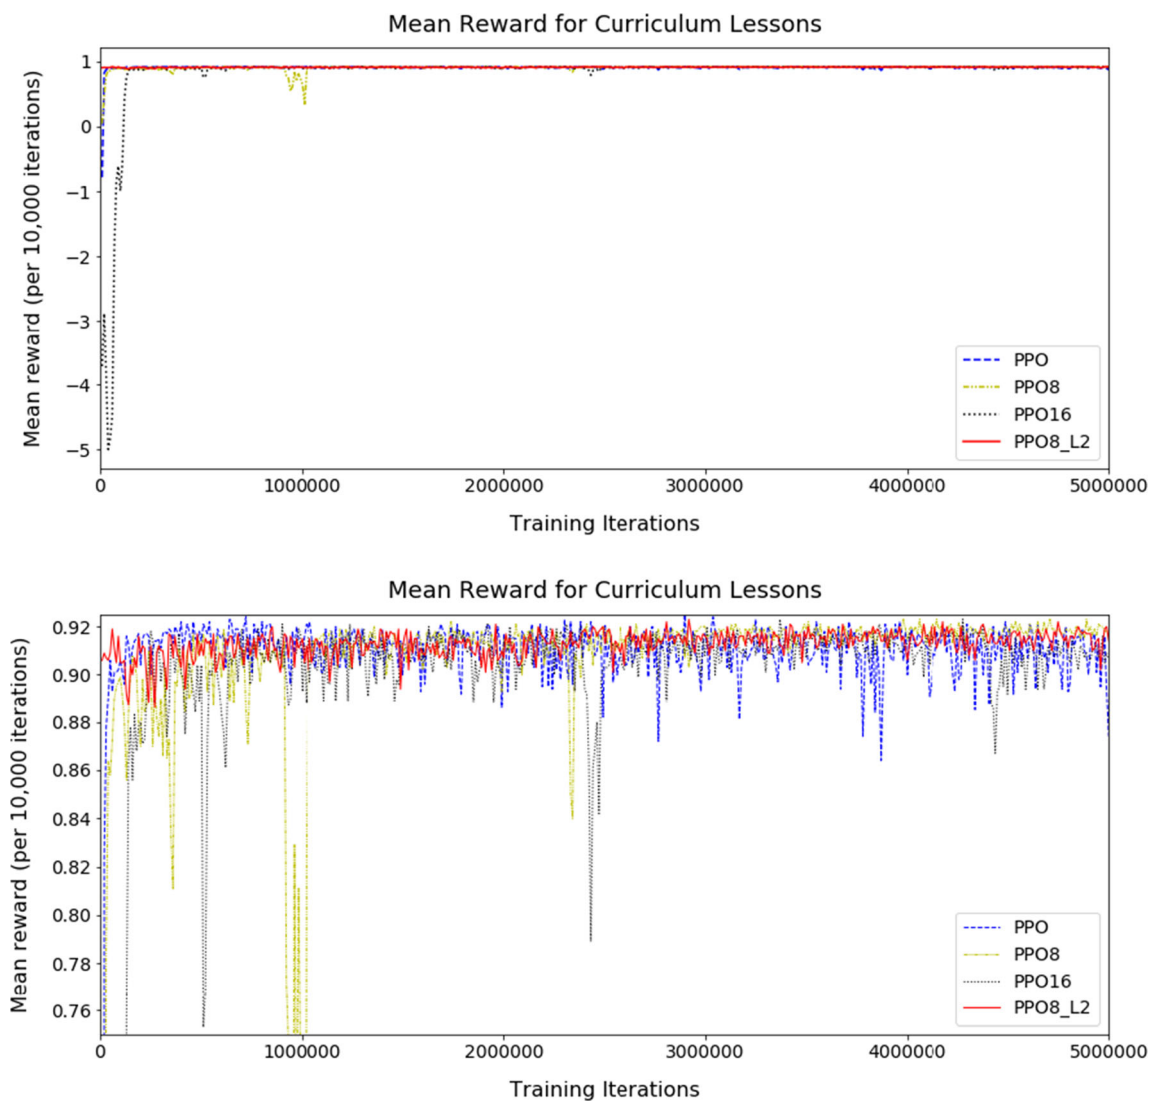 Mean Reward for Curriculum Lessons
Mean reward (per 10,000 iterations)
1
0
−1
−2
−3
−4
−5
PPO
PPO8
PPO16
PPO8_L2
0 1000000 2000000 3000000 4000000 5000000
Training Iterations
Mean Reward for Curriculum Lessons
Mean reward (per 10,000 iterations)
0.92
0.90
0.88
0.86
0.84
0.82
0.80
0.78
0.76
PPO
PPO8
PPO16
PPO8_L2
0 1000000 2000000 3000000 4000000 5000000
Training Iterations